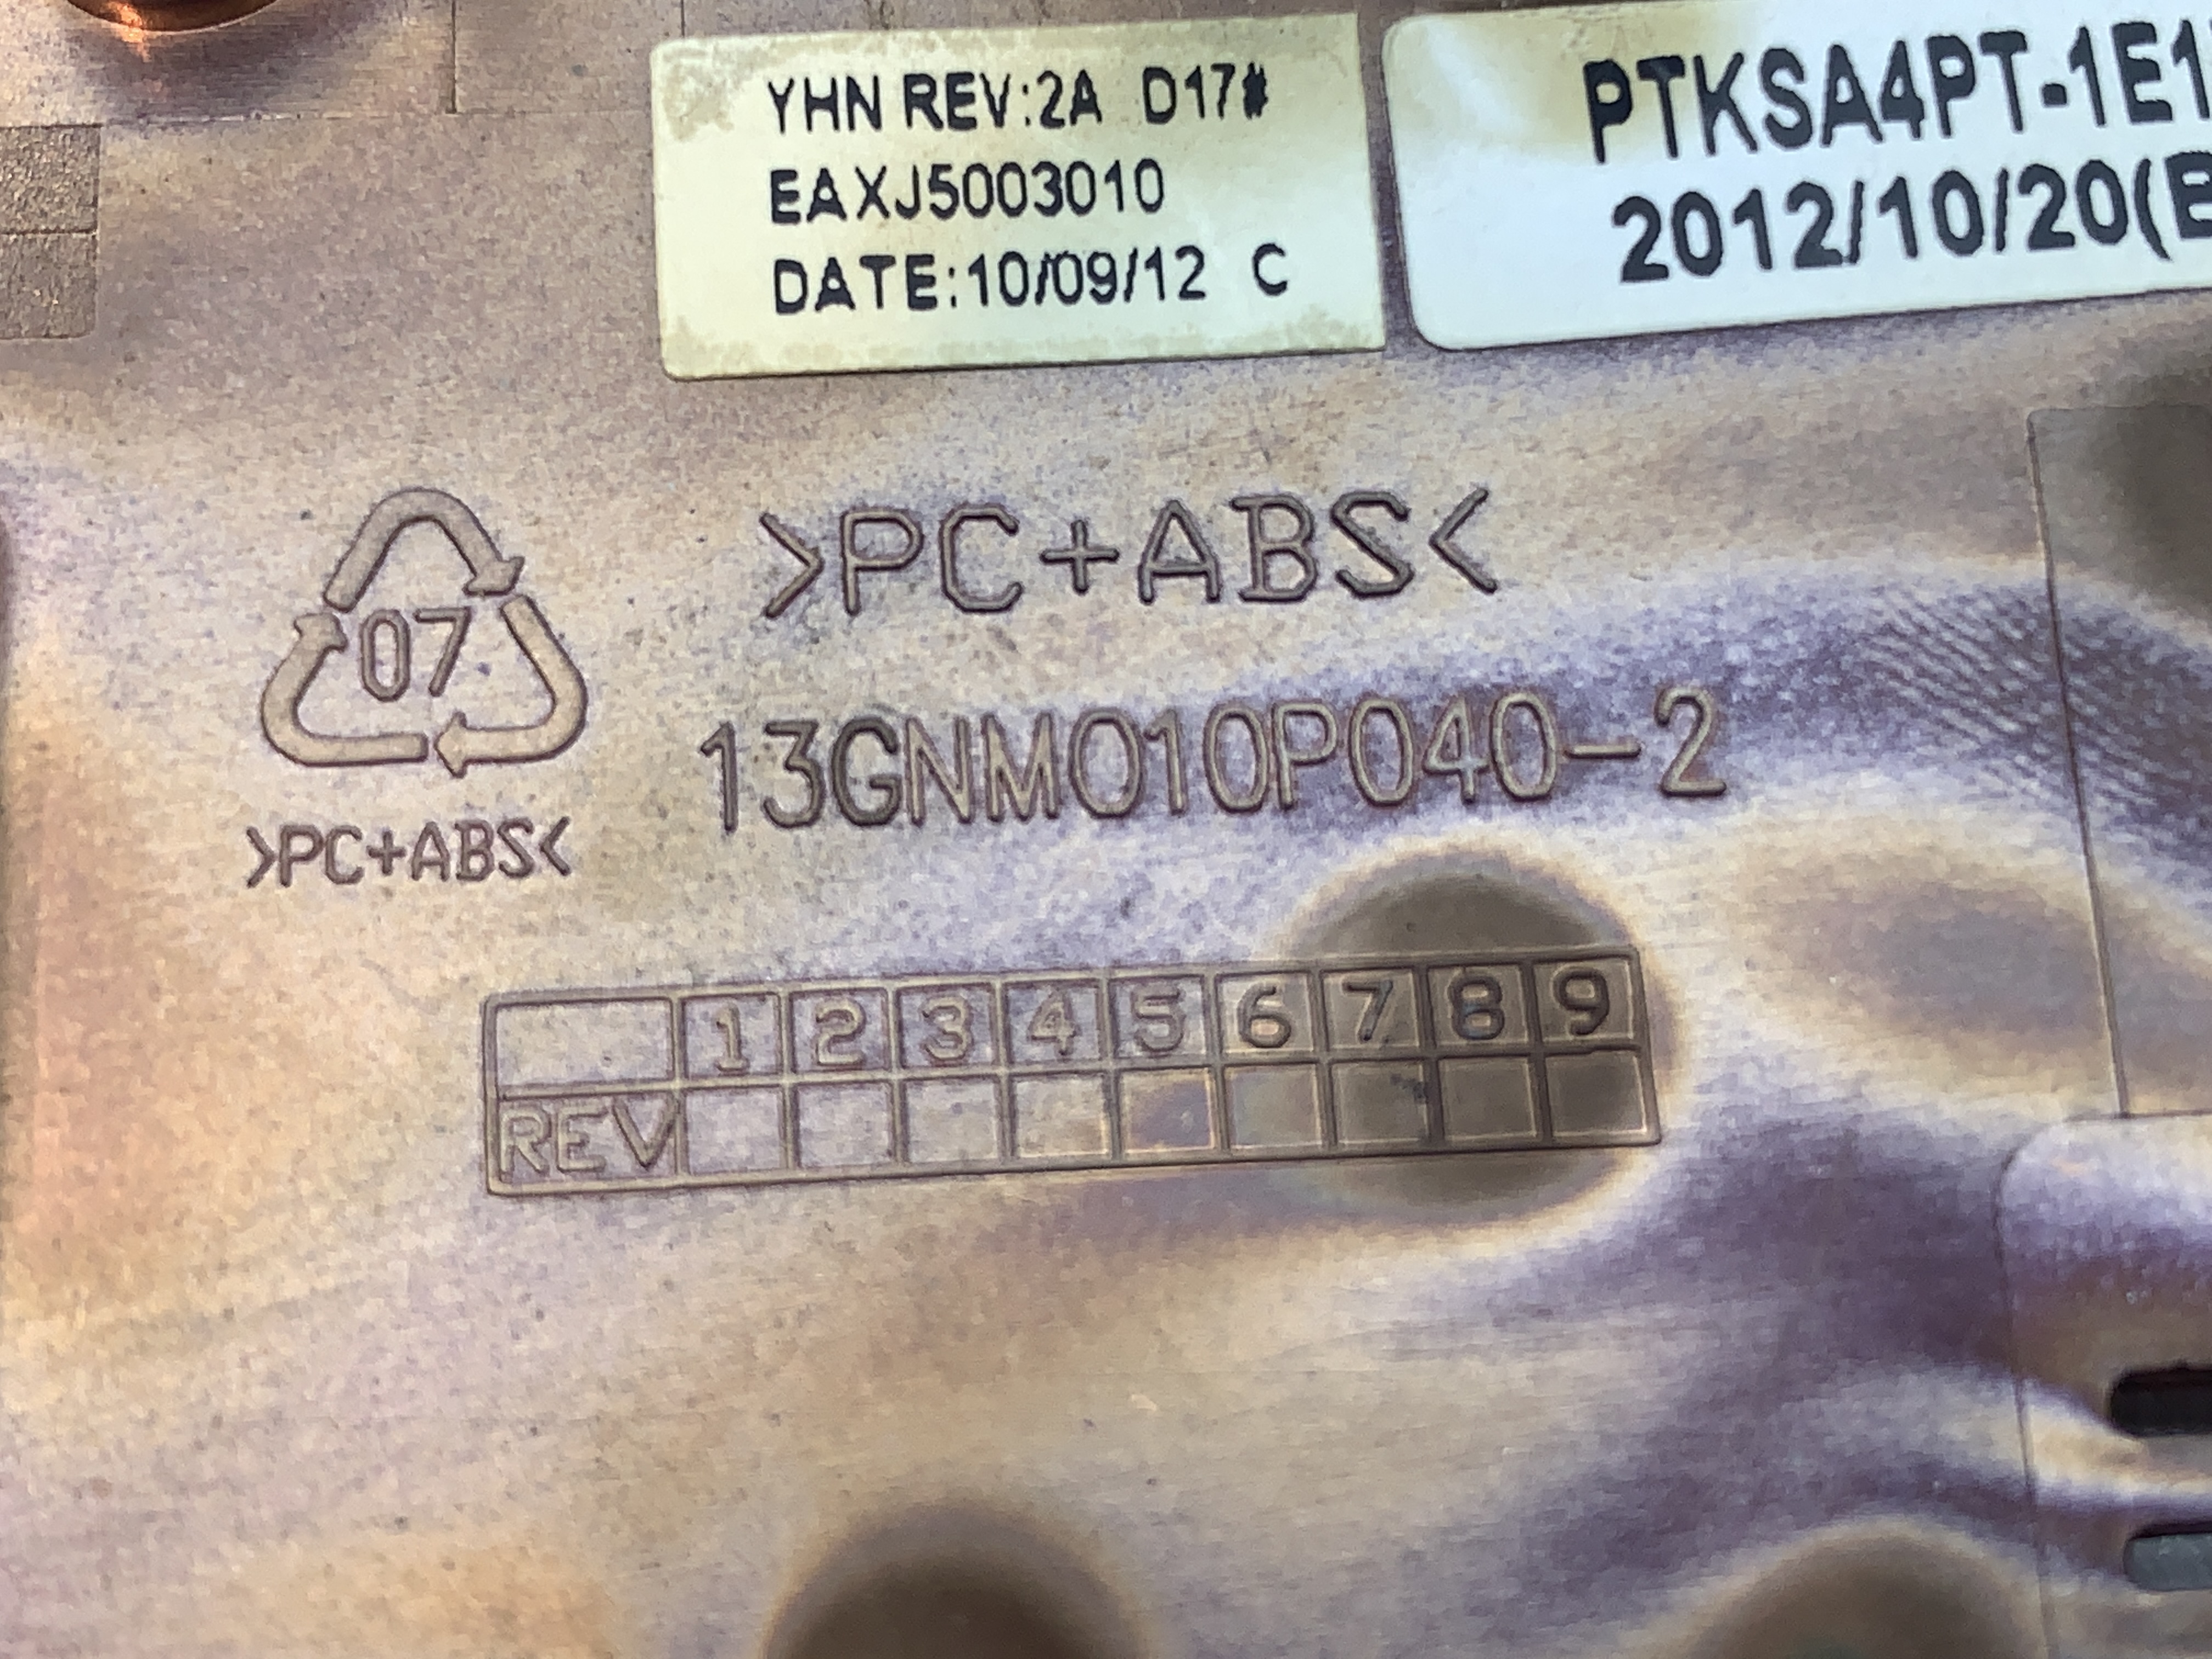 YHN REV:2A D17#
EAXJ5003010
DATE:10/09/12 C
PTKSA4PT-1E1
2012/10/20(
>PC+ABS<
07
13GNM010P040-2
>PC+ABS<
1 2 3 4 5 6 7 8 9
REV